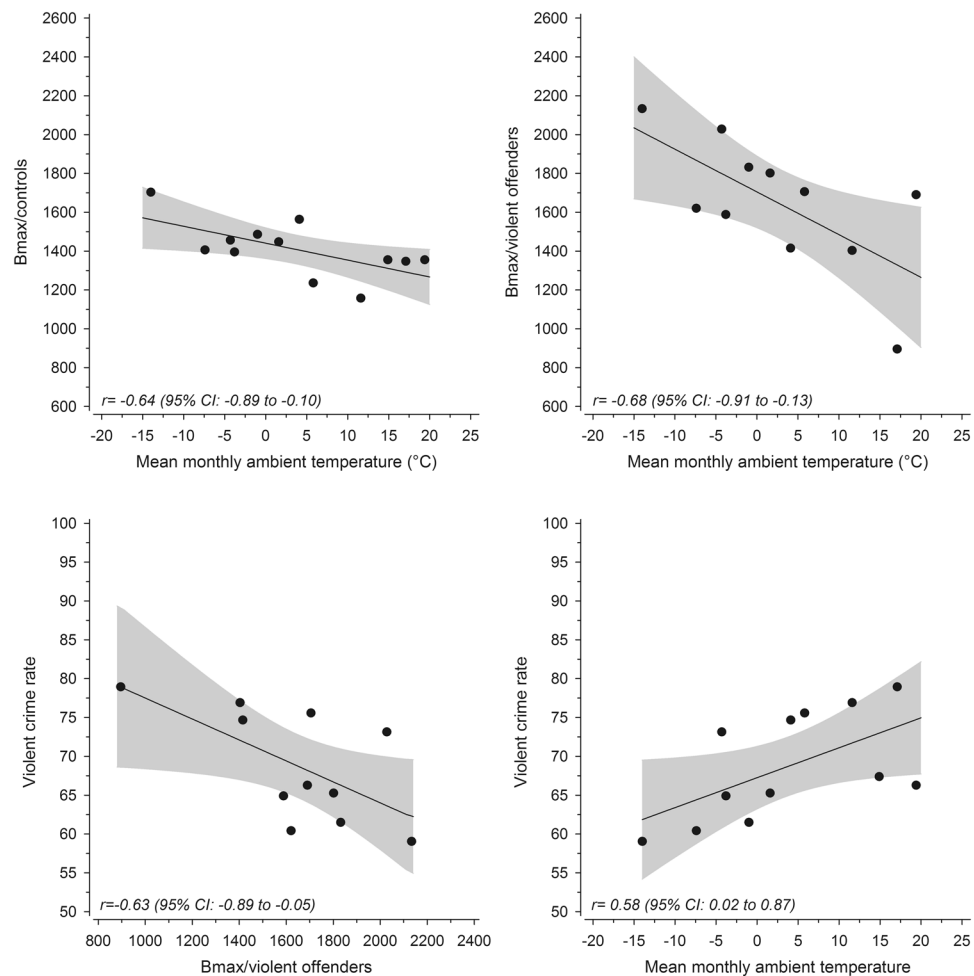 2600
2400
2200
2000
1800
1600
1400
1200
1000
800
600
Bmax/controls
r= -0.64 (95% CI: -0.89 to -0.10)
-20 -15 -10 -5 0 5 10 15 20 25
Mean monthly ambient temperature (°C)
2600
2400
2200
2000
1800
1600
1400
1200
1000
800
600
Bmax/violent offenders
r= -0.68 (95% CI: -0.91 to -0.13)
-20 -15 -10 -5 0 5 10 15 20 25
Mean monthly ambient temperature (°C)
100
95
90
85
80
75
70
65
60
55
50
Violent crime rate
r=-0.63 (95% CI: -0.89 to -0.05)
800 1000 1200 1400 1600 1800 2000 2200 2400
Bmax/violent offenders
100
95
90
85
80
75
70
65
60
55
50
Violent crime rate
r= 0.58 (95% CI: 0.02 to 0.87)
-20 -15 -10 -5 0 5 10 15 20 25
Mean monthly ambient temperature